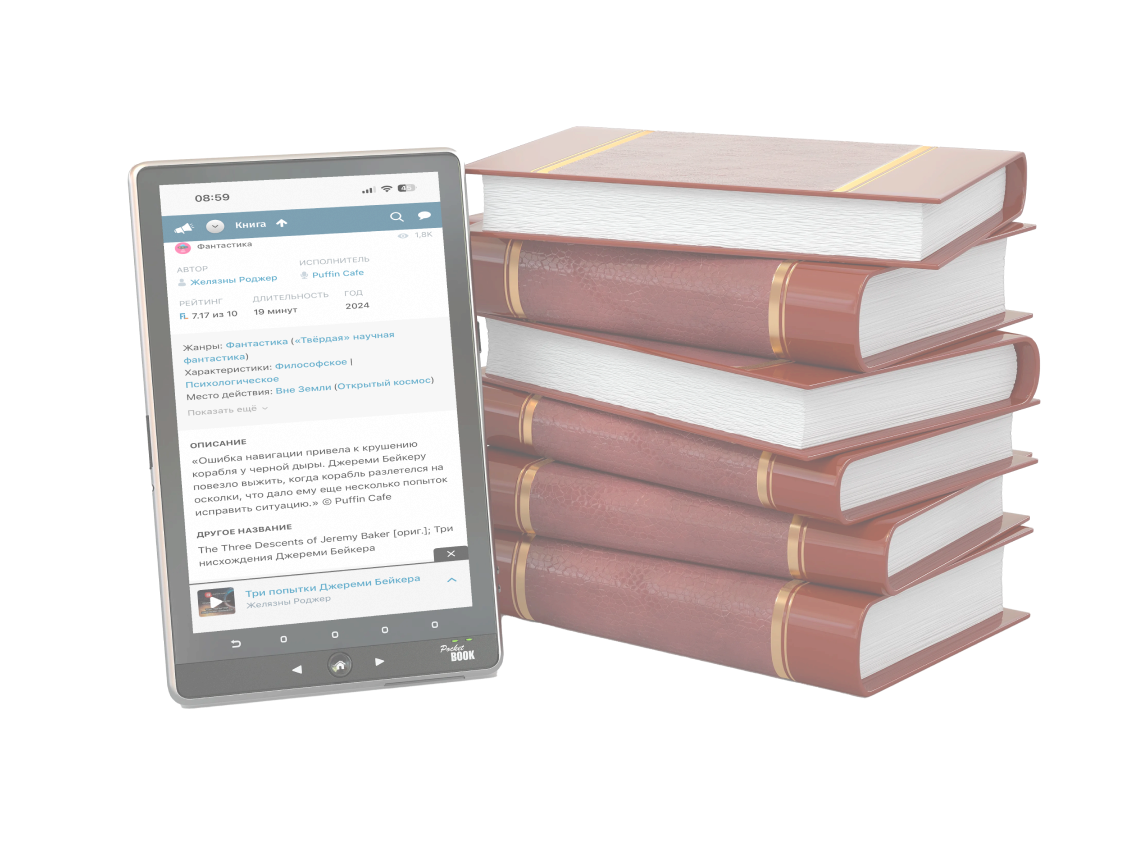 08:59
Книга
Фантастика
1,8K
АВТОР
ИСПОЛНИТЕЛЬ
Желязны Роджер
Puffin Cafe
РЕЙТИНГ
ДЛИТЕЛЬНОСТЬ
ГОД
7.17 из 10
19 минут
2024
Жанры: Фантастика («Твёрдая» научная
фантастика)
Характеристики: Философское |
Психологическое
Место действия: Вне Земли (Открытый космос)
Показать ещё
ОПИСАНИЕ
«Ошибка навигации привела к крушению
корабля у черной дыры. Джереми Бейкеру
повезло выжить, когда корабль разлетелся на
осколки, что дало ему еще несколько попыток
исправить ситуацию.» © Puffin Cafe
ДРУГОЕ НАЗВАНИЕ
The Three Descents of Jeremy Baker [ориг.]; Три
нисхождения Джереми Бейкера
Три попытки Джереми Бейкера
Желязны Роджер
Pocket
BOOK